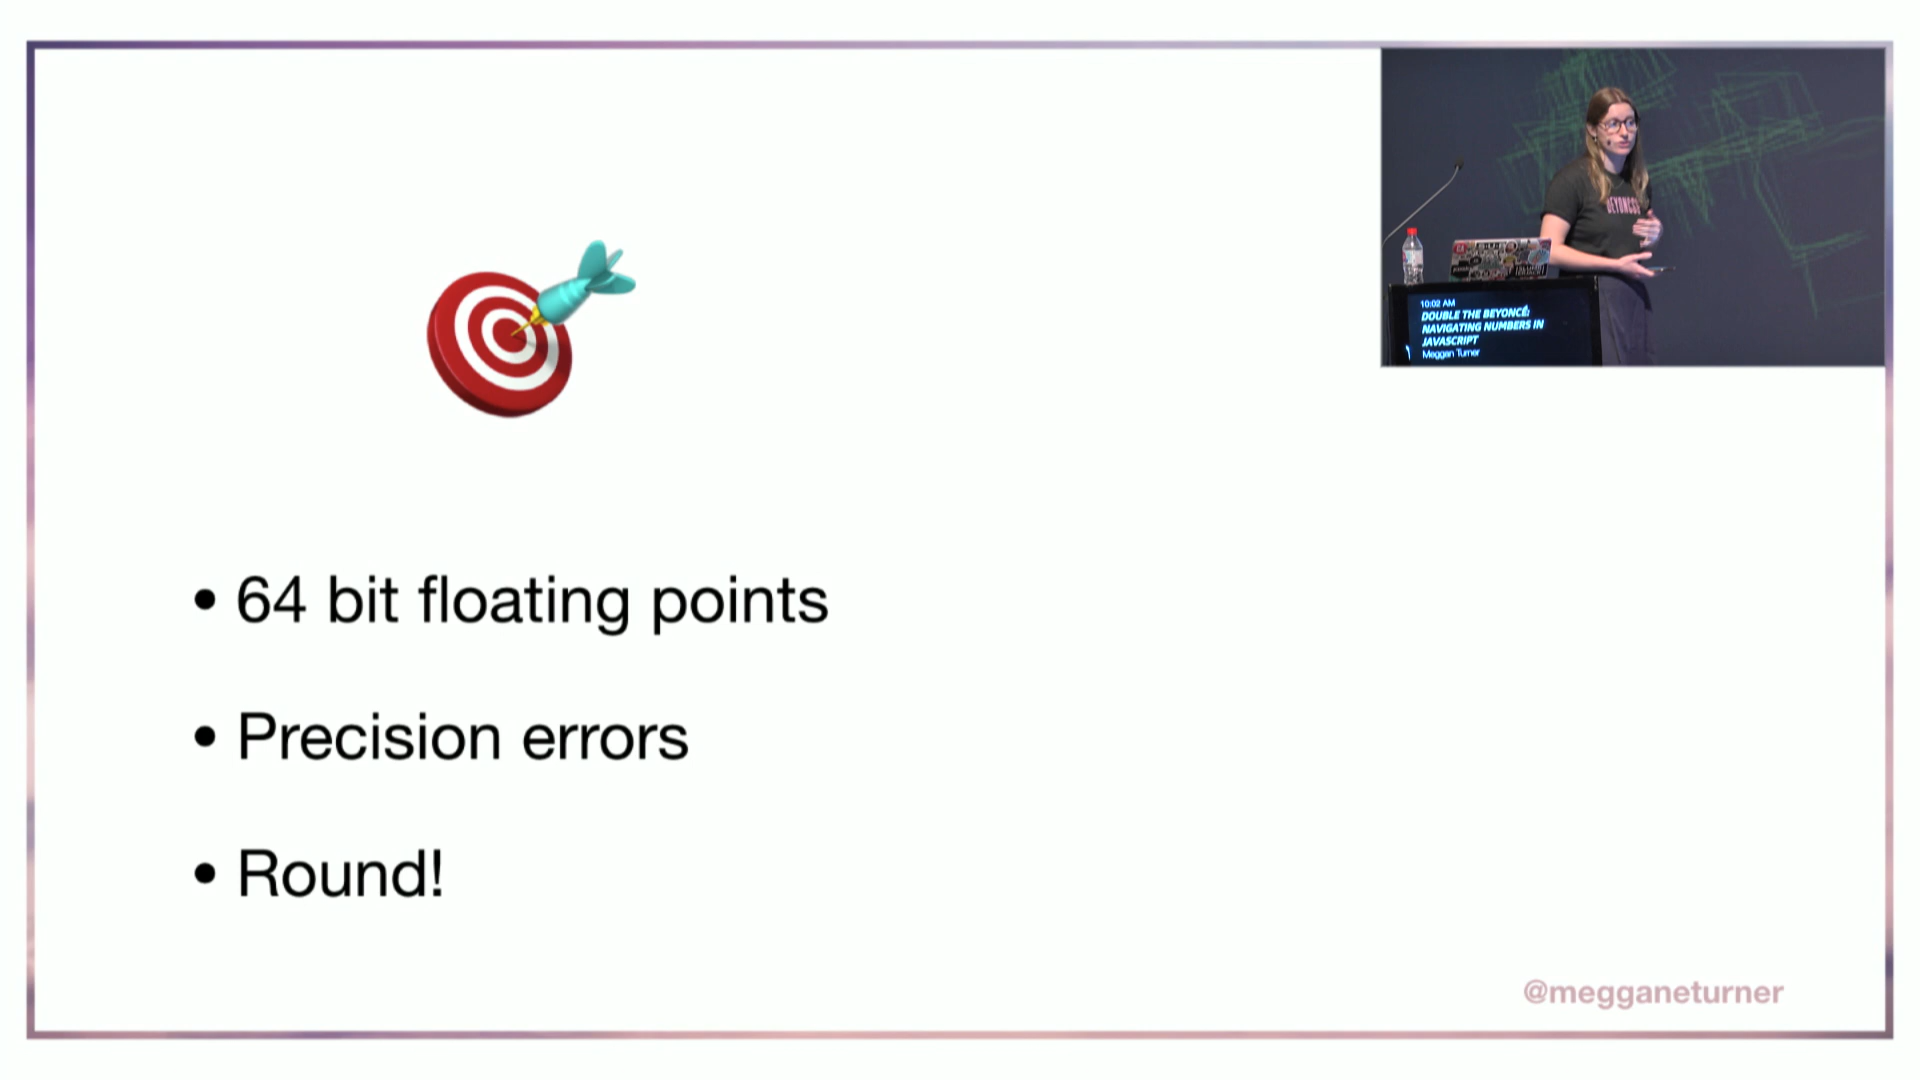 10:02 AM
DOUBLE THE BEYONCÉ:
NAVIGATING NUMBERS IN
JAVASCRIPT
Meggan Turner
• 64 bit floating points
• Precision errors
• Round!
@megganeturner